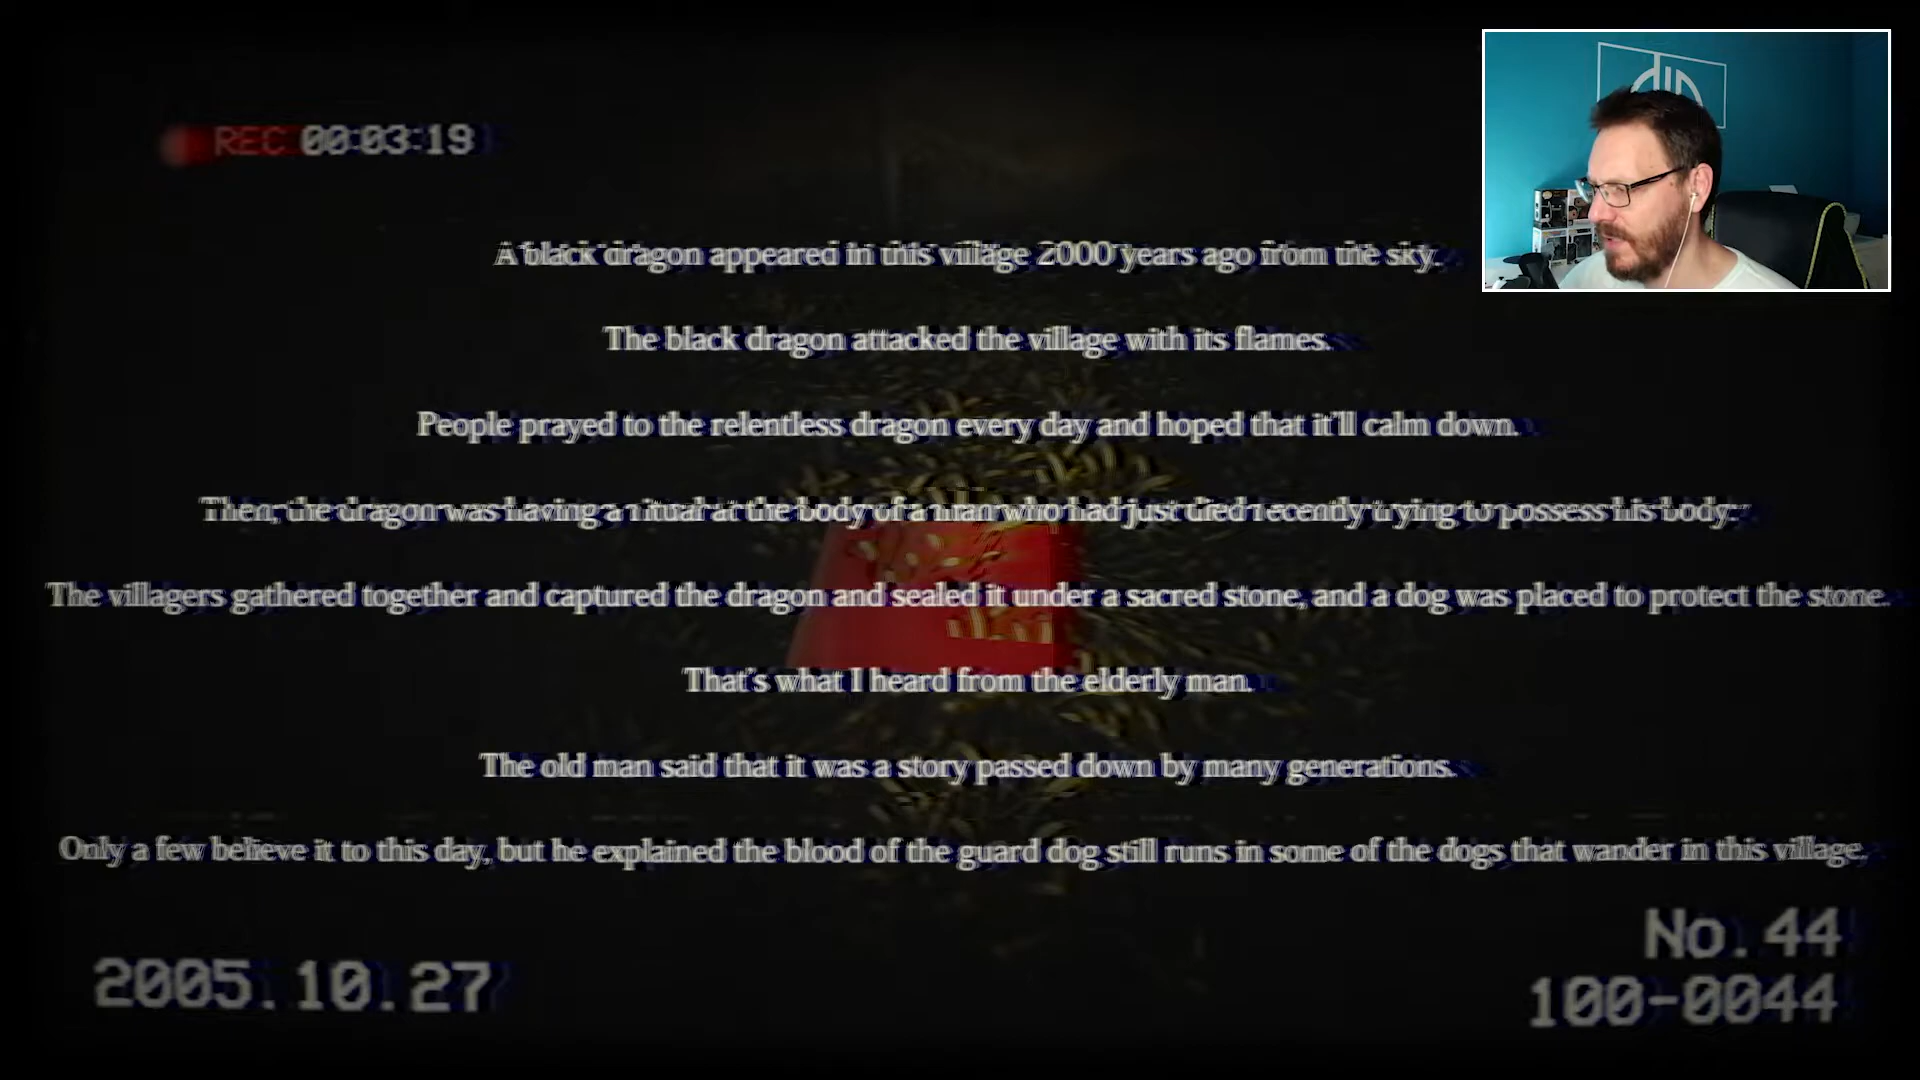 REC 00:03:19
A black dragon appeared in this village 2000 years ago from the sky.
The black dragon attacked the village with its flames.
People prayed to the relentless dragon every day and hoped that it'll calm down.
Then, the dragon was having a ritual at the body of a man who had just died recently trying to possess his body.
The villagers gathered together and captured the dragon and sealed it under a sacred stone, and a dog was placed to protect the stone.
That's what I heard from the elderly man.
The old man said that it was a story passed down by many generations.
Only a few believe it to this day, but he explained the blood of the guard dog still runs in some of the dogs that wander in this village.
No.44
2005.10.27
100-0044